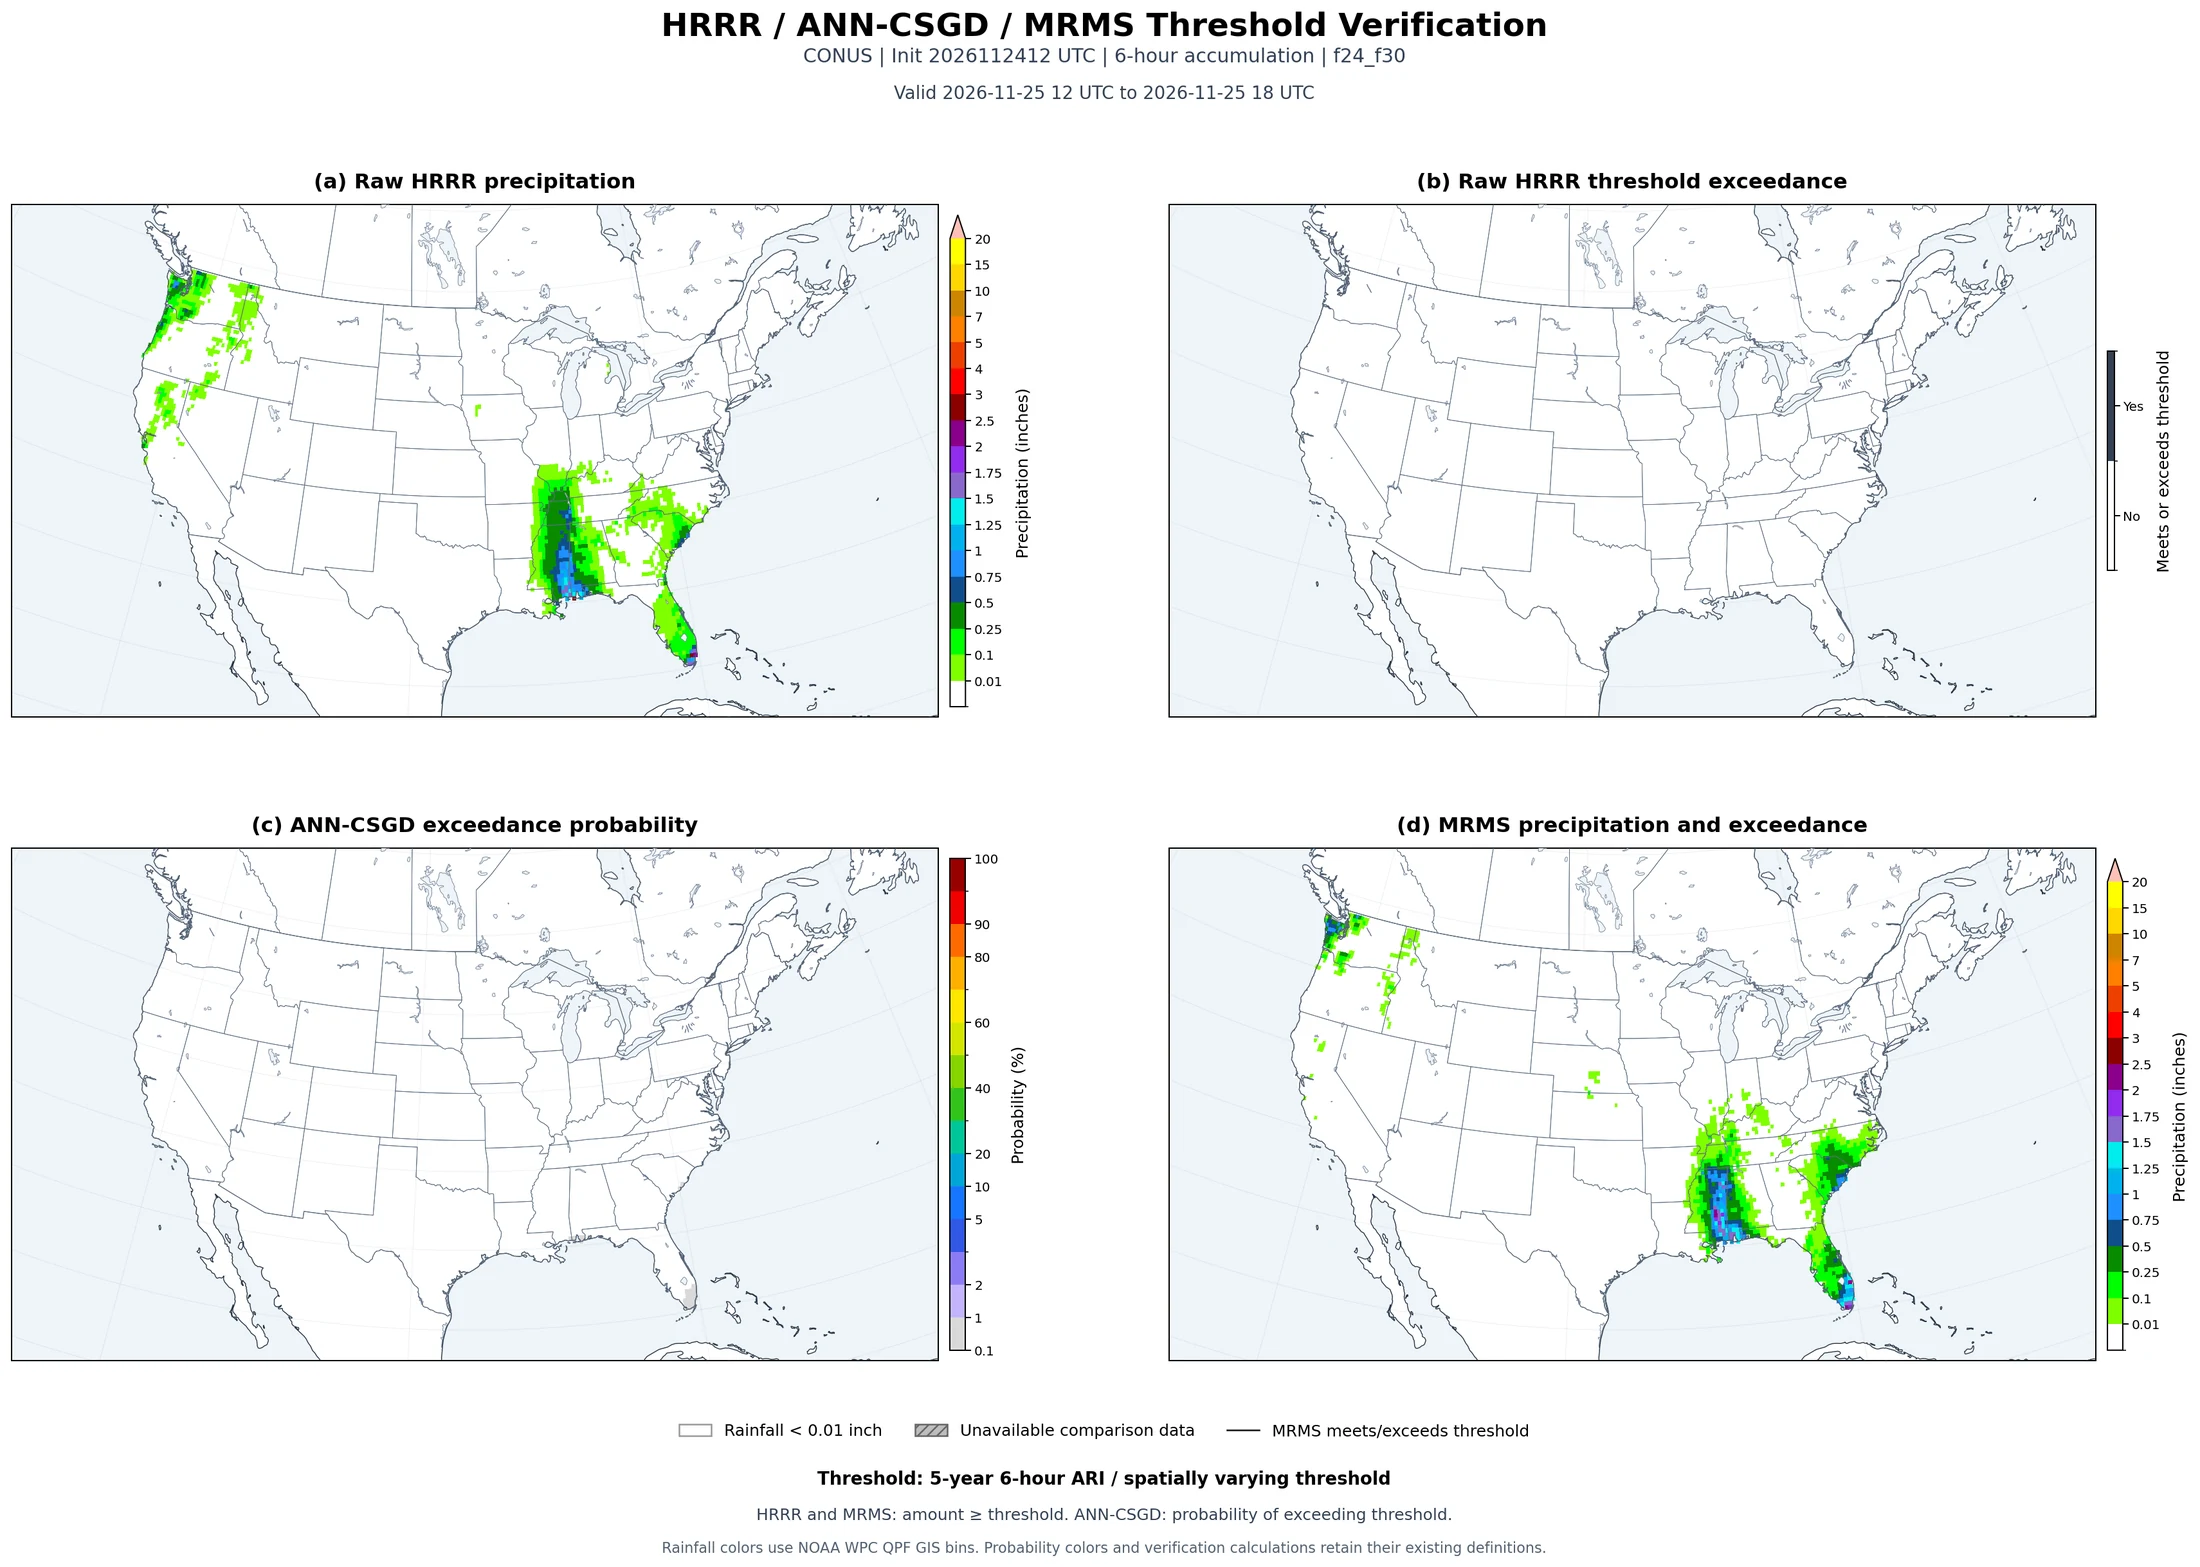 HRRR / ANN-CSGD / MRMS Threshold Verification
CONUS | Init 2026112412 UTC | 6-hour accumulation | f24_f30
Valid 2026-11-25 12 UTC to 2026-11-25 18 UTC
(a) Raw HRRR precipitation
20
15
10
7
5
4
3
2.5
2
1.75
1.5
1.25
1
0.75
0.5
0.25
0.1
0.01
Precipitation (inches)
(b) Raw HRRR threshold exceedance
Yes
No
Meets or exceeds threshold
(c) ANN-CSGD exceedance probability
100
90
80
60
40
20
10
5
2
1
0.1
Probability (%)
(d) MRMS precipitation and exceedance
20
15
10
7
5
4
3
2.5
2
1.75
1.5
1.25
1
0.75
0.5
0.25
0.1
0.01
Precipitation (inches)
Rainfall < 0.01 inch
Unavailable comparison data
MRMS meets/exceeds threshold
Threshold: 5-year 6-hour ARI / spatially varying threshold
HRRR and MRMS: amount ≥ threshold. ANN-CSGD: probability of exceeding threshold.
Rainfall colors use NOAA WPC QPF GIS bins. Probability colors and verification calculations retain their existing definitions.